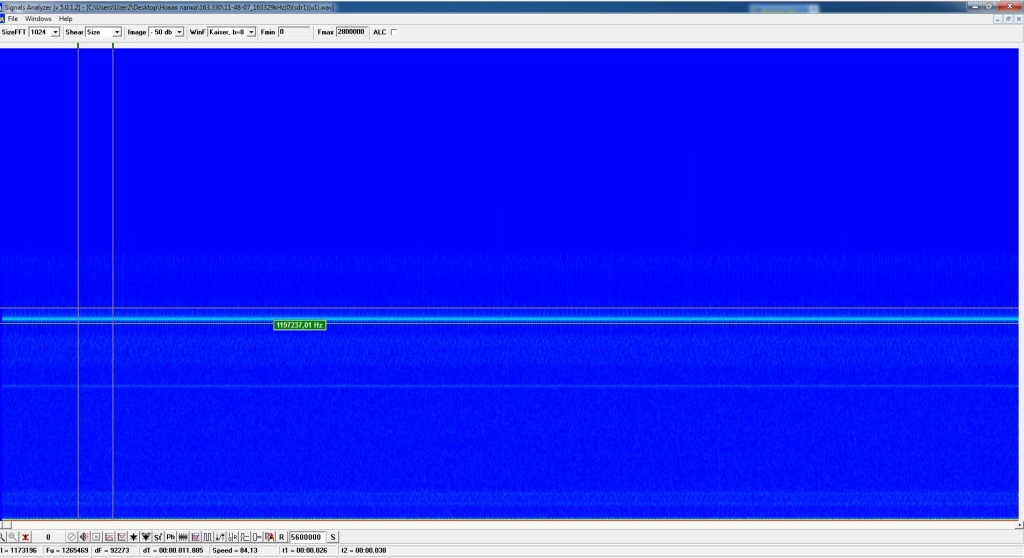 Signals Analyzer [v 5.0.1.2] - [C:\Users\Uzer2\Desktop\Новая папка\163.330\11-48-07_163329kHz(0)(sdr1)(u1).wav]
File Windows Help
SizeFFT 1024 Shear Size Image - 50 db WinF Kaiser, b=8 Fmin 0 Fmax 2800000 ALC
1197237,01 Hz
0 Sf Ph R 5600000 S
= 1173196 Fu = 1265469 dF = 92273 dT = 00:00.011.885 Speed = 84,13 t1 = 00:00.026 t2 = 00:00.038